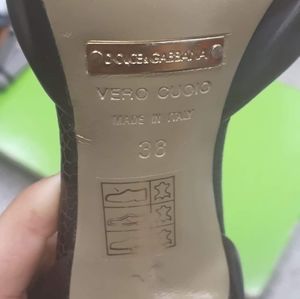 DOLCE&GABBANA
VERO CUOIO
MADE IN ITALY
38